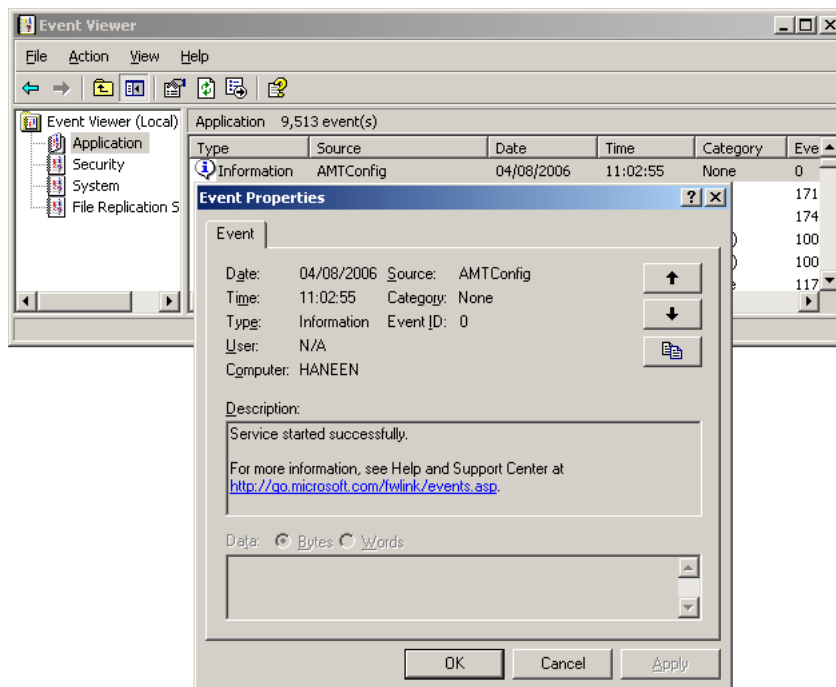 Event Viewer
File Action View Help
Event Viewer (Local)
Application
Security
System
File Replication S
Application 9,513 event(s)
Type Source Date Time Category Eve
Information AMTConfig 04/08/2006 11:02:55 None 0
171
174
) 100
) 100
117
Event Properties
Event
Date: 04/08/2006 Source: AMTConfig
Time: 11:02:55 Category: None
Type: Information Event ID: 0
User: N/A
Computer: HANEEN
Description:
Service started successfully.
For more information, see Help and Support Center at
http://go.microsoft.com/fwlink/events.asp.
Data: Bytes Words
OK Cancel Apply